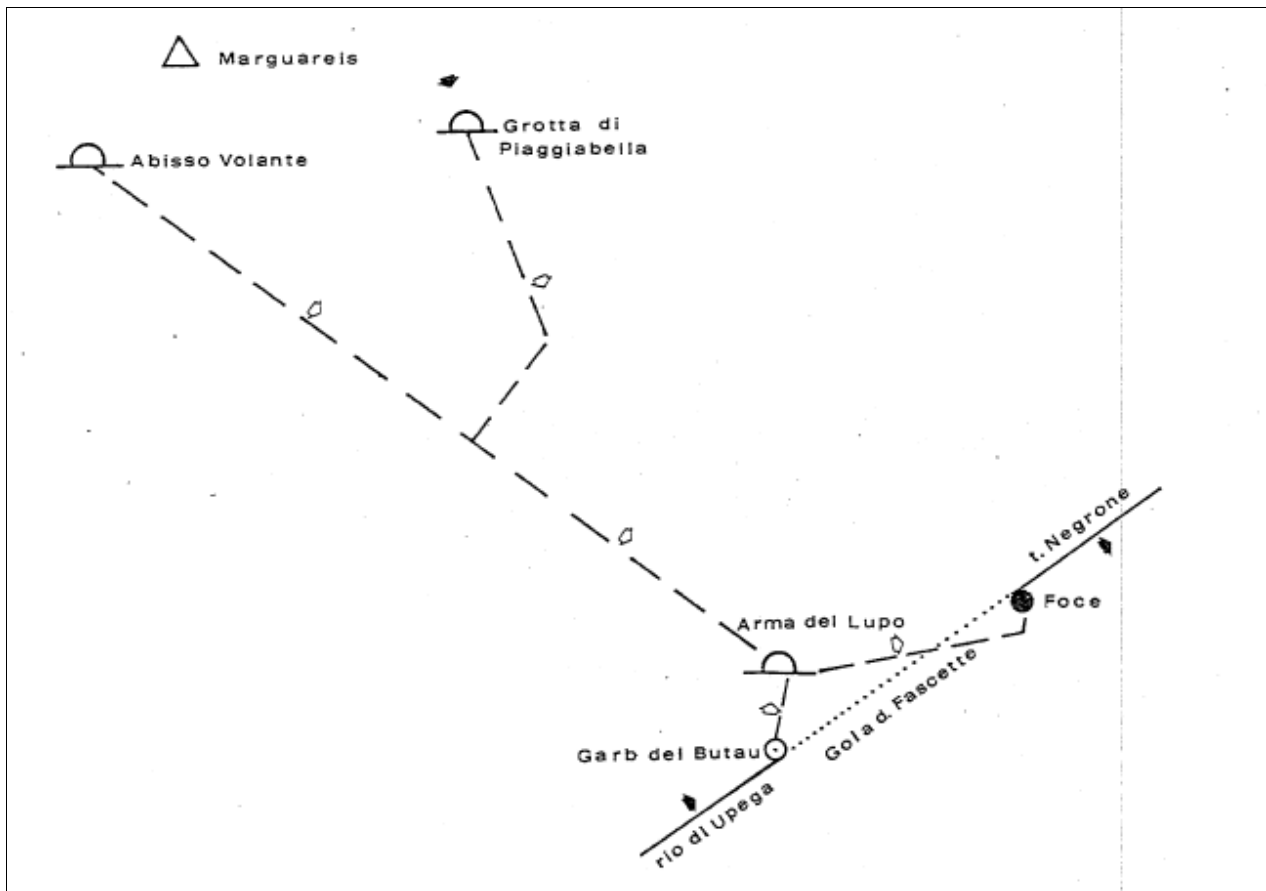 Marguareis
Grotta di
Piaggiabella
Abisso Volante
t. Negrone
Foce
Arma del Lupo
Gola d. Fascette
Garb del Butau
rio di Upega